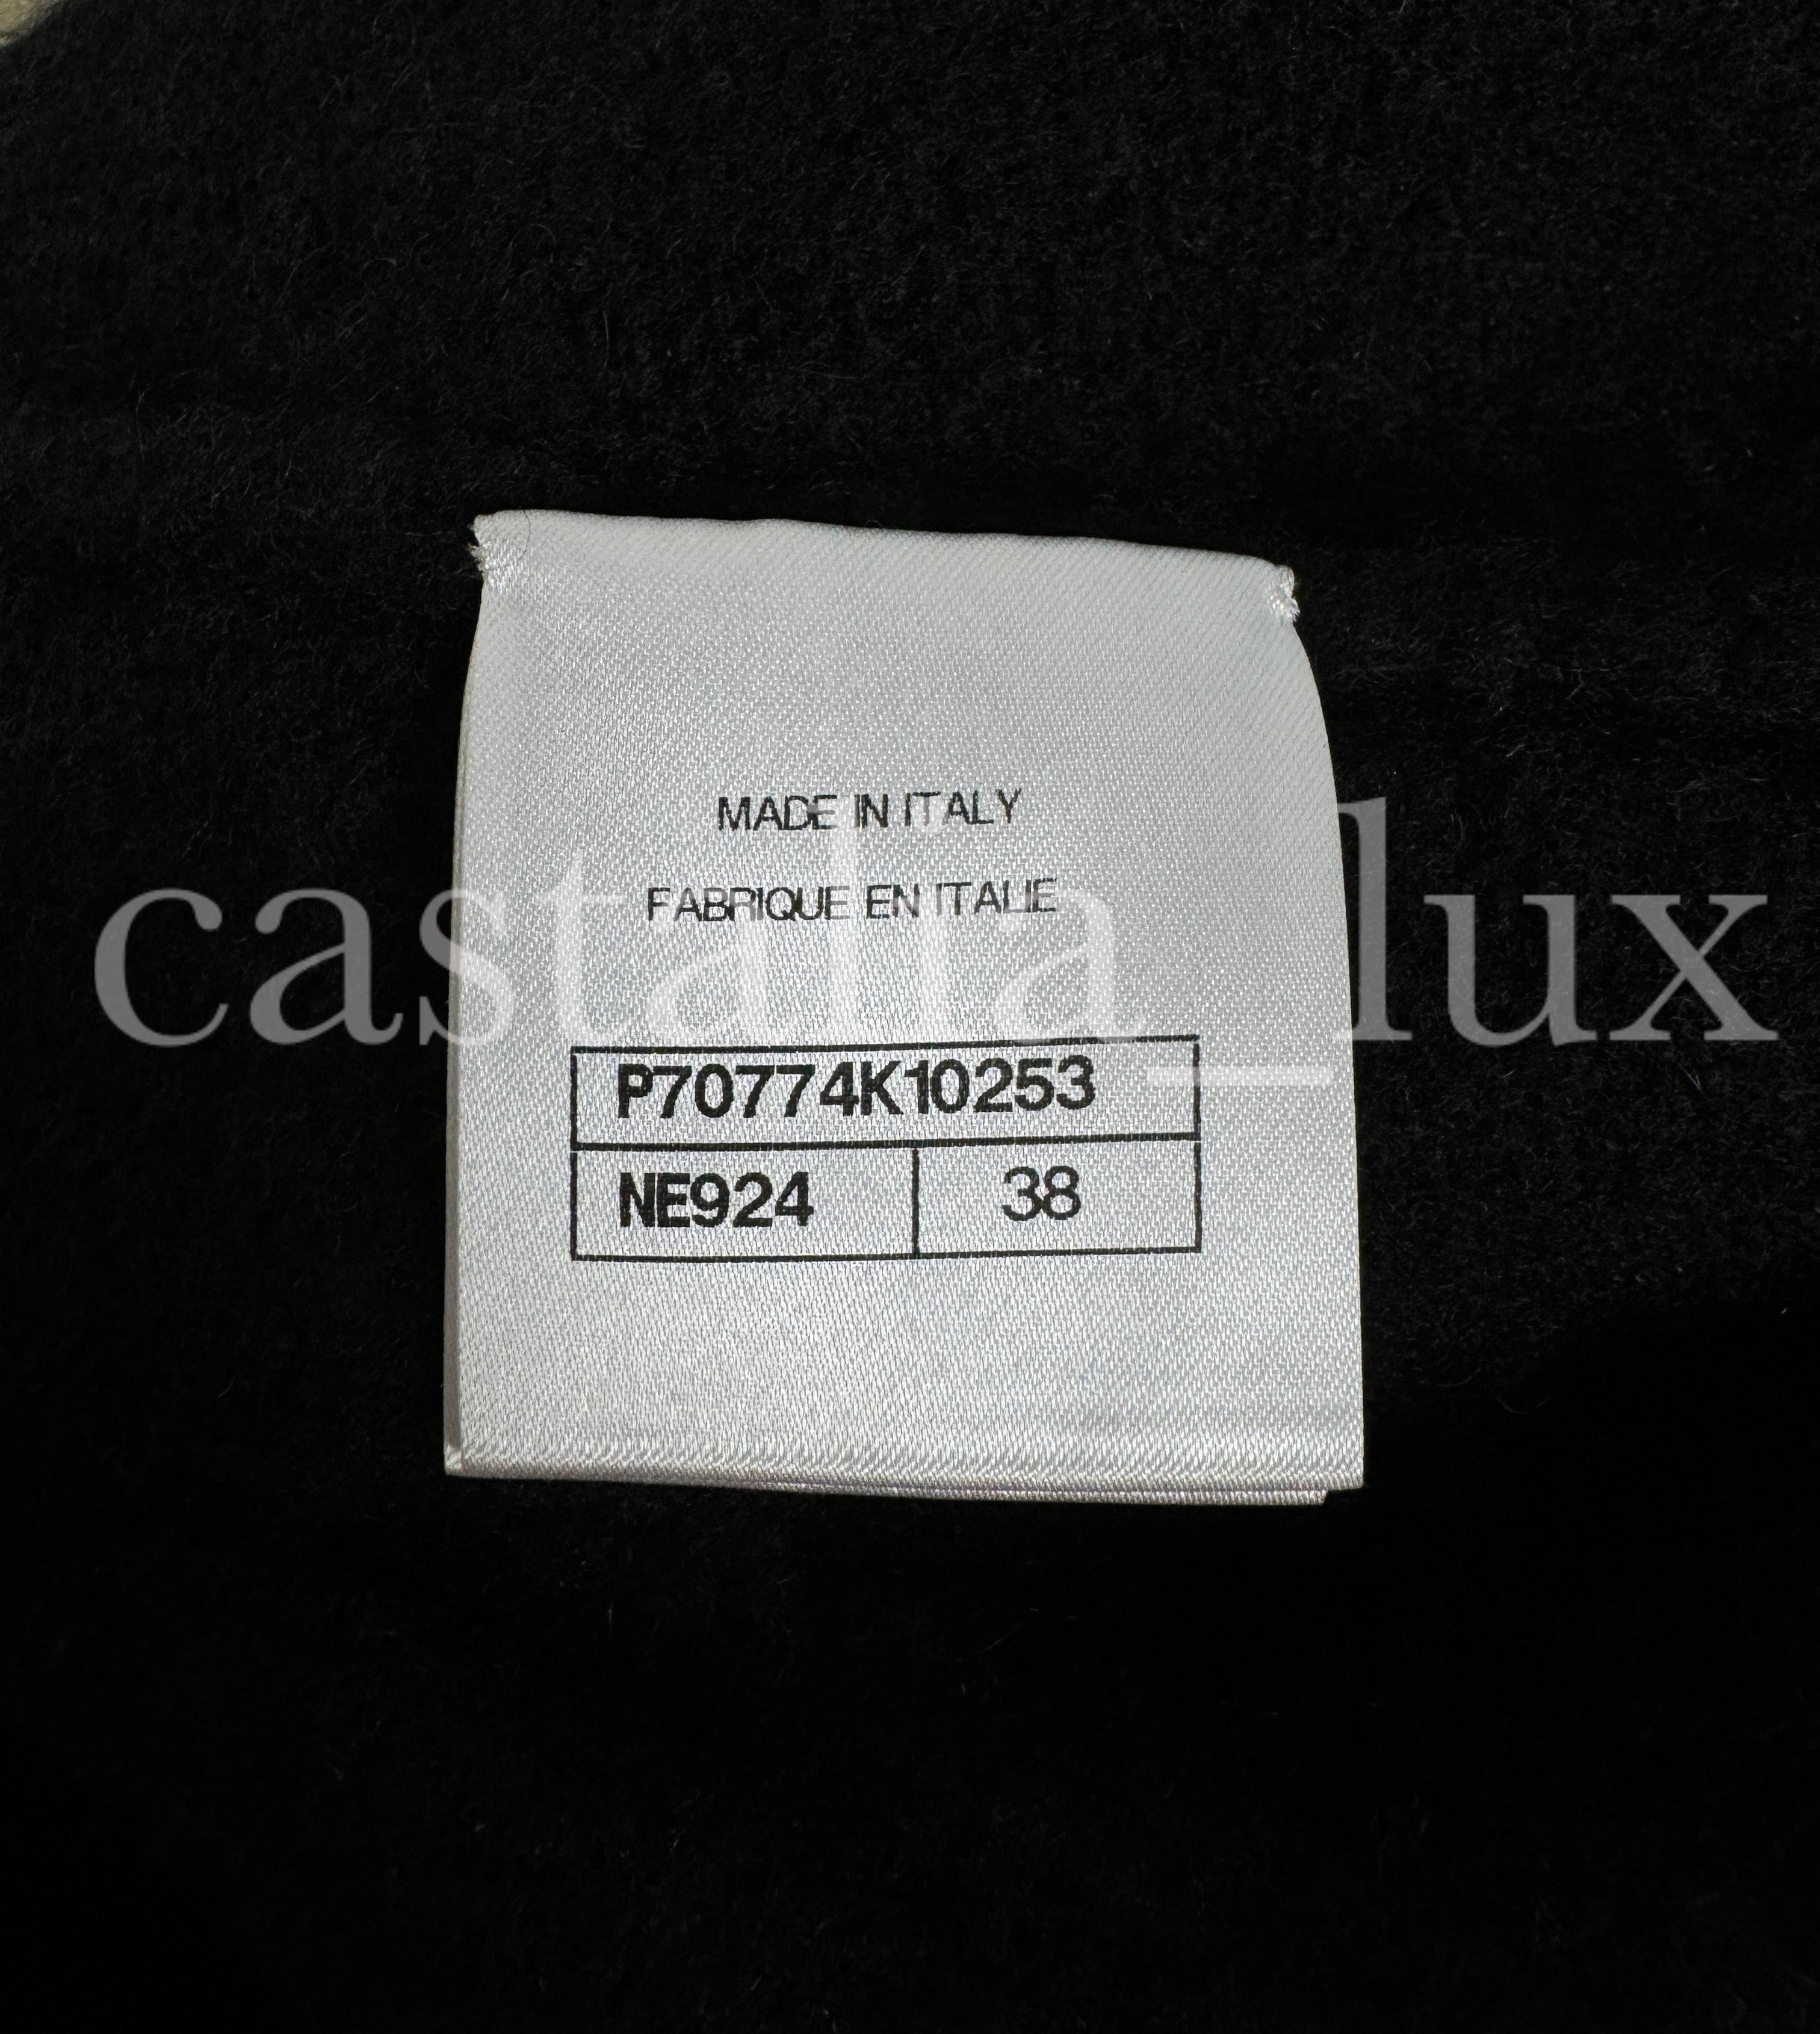 MADE IN ITALY
FABRIQUE EN ITALIE
castalia_lux
P70774K10253
NE924 38